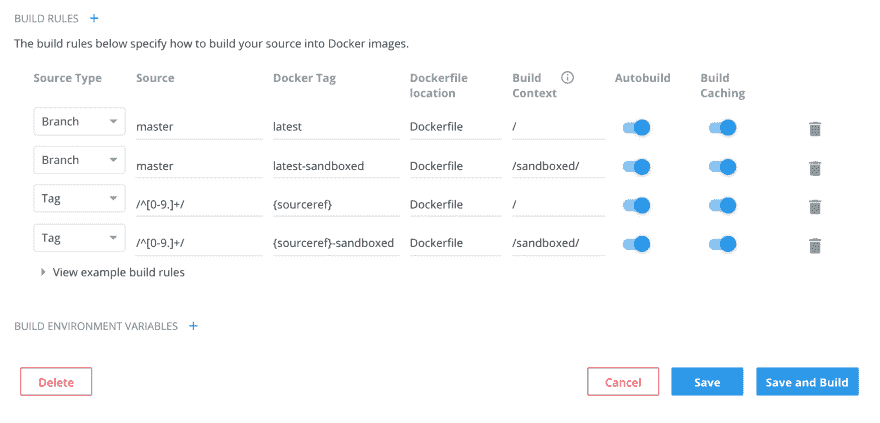 BUILD RULES +
The build rules below specify how to build your source into Docker images.
Source Type Source Docker Tag Dockerfile location Build Context Autobuild Build Caching
Branch master latest Dockerfile /
Branch master latest-sandboxed Dockerfile /sandboxed/
Tag /^[0-9.]+/ {sourceref} Dockerfile /
Tag /^[0-9.]+/ {sourceref}-sandboxed Dockerfile /sandboxed/
View example build rules
BUILD ENVIRONMENT VARIABLES +
Delete Cancel Save Save and Build